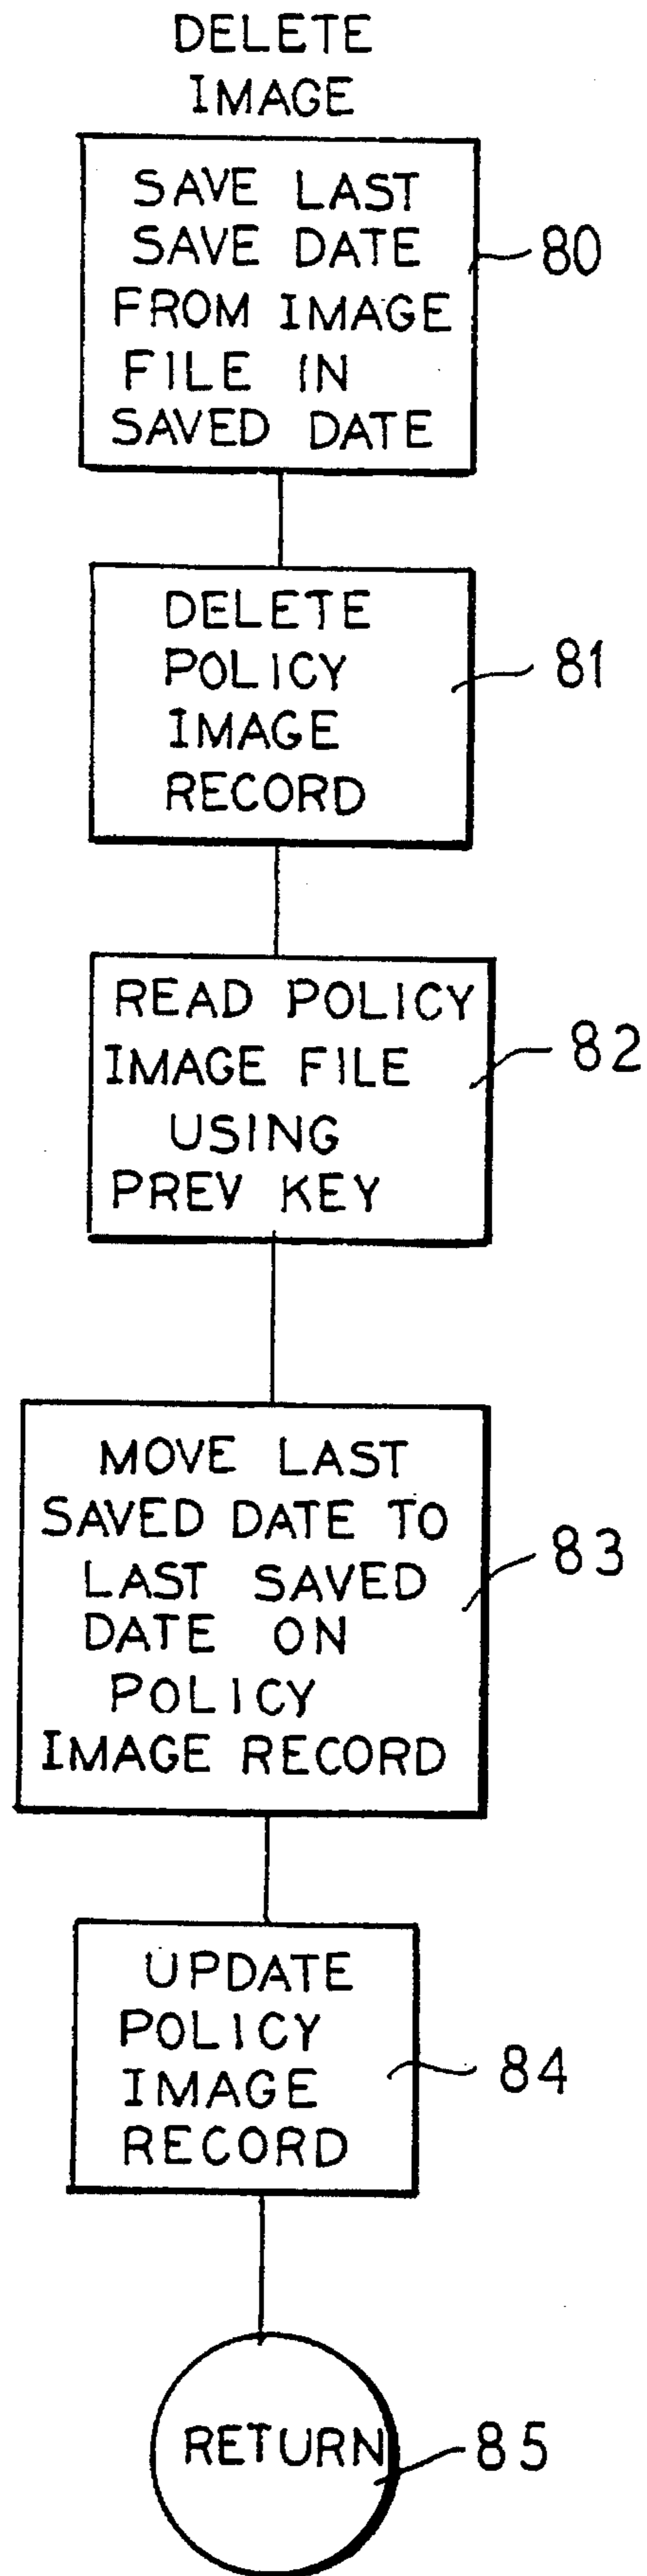 DELETE
IMAGE
SAVE LAST
SAVE DATE
FROM IMAGE
FILE IN
SAVED DATE
80
DELETE
POLICY
IMAGE
RECORD
81
READ POLICY
IMAGE FILE
USING
PREV KEY
82
MOVE LAST
SAVED DATE TO
LAST SAVED
DATE ON
POLICY
IMAGE RECORD
83
UPDATE
POLICY
IMAGE
RECORD
84
RETURN
85